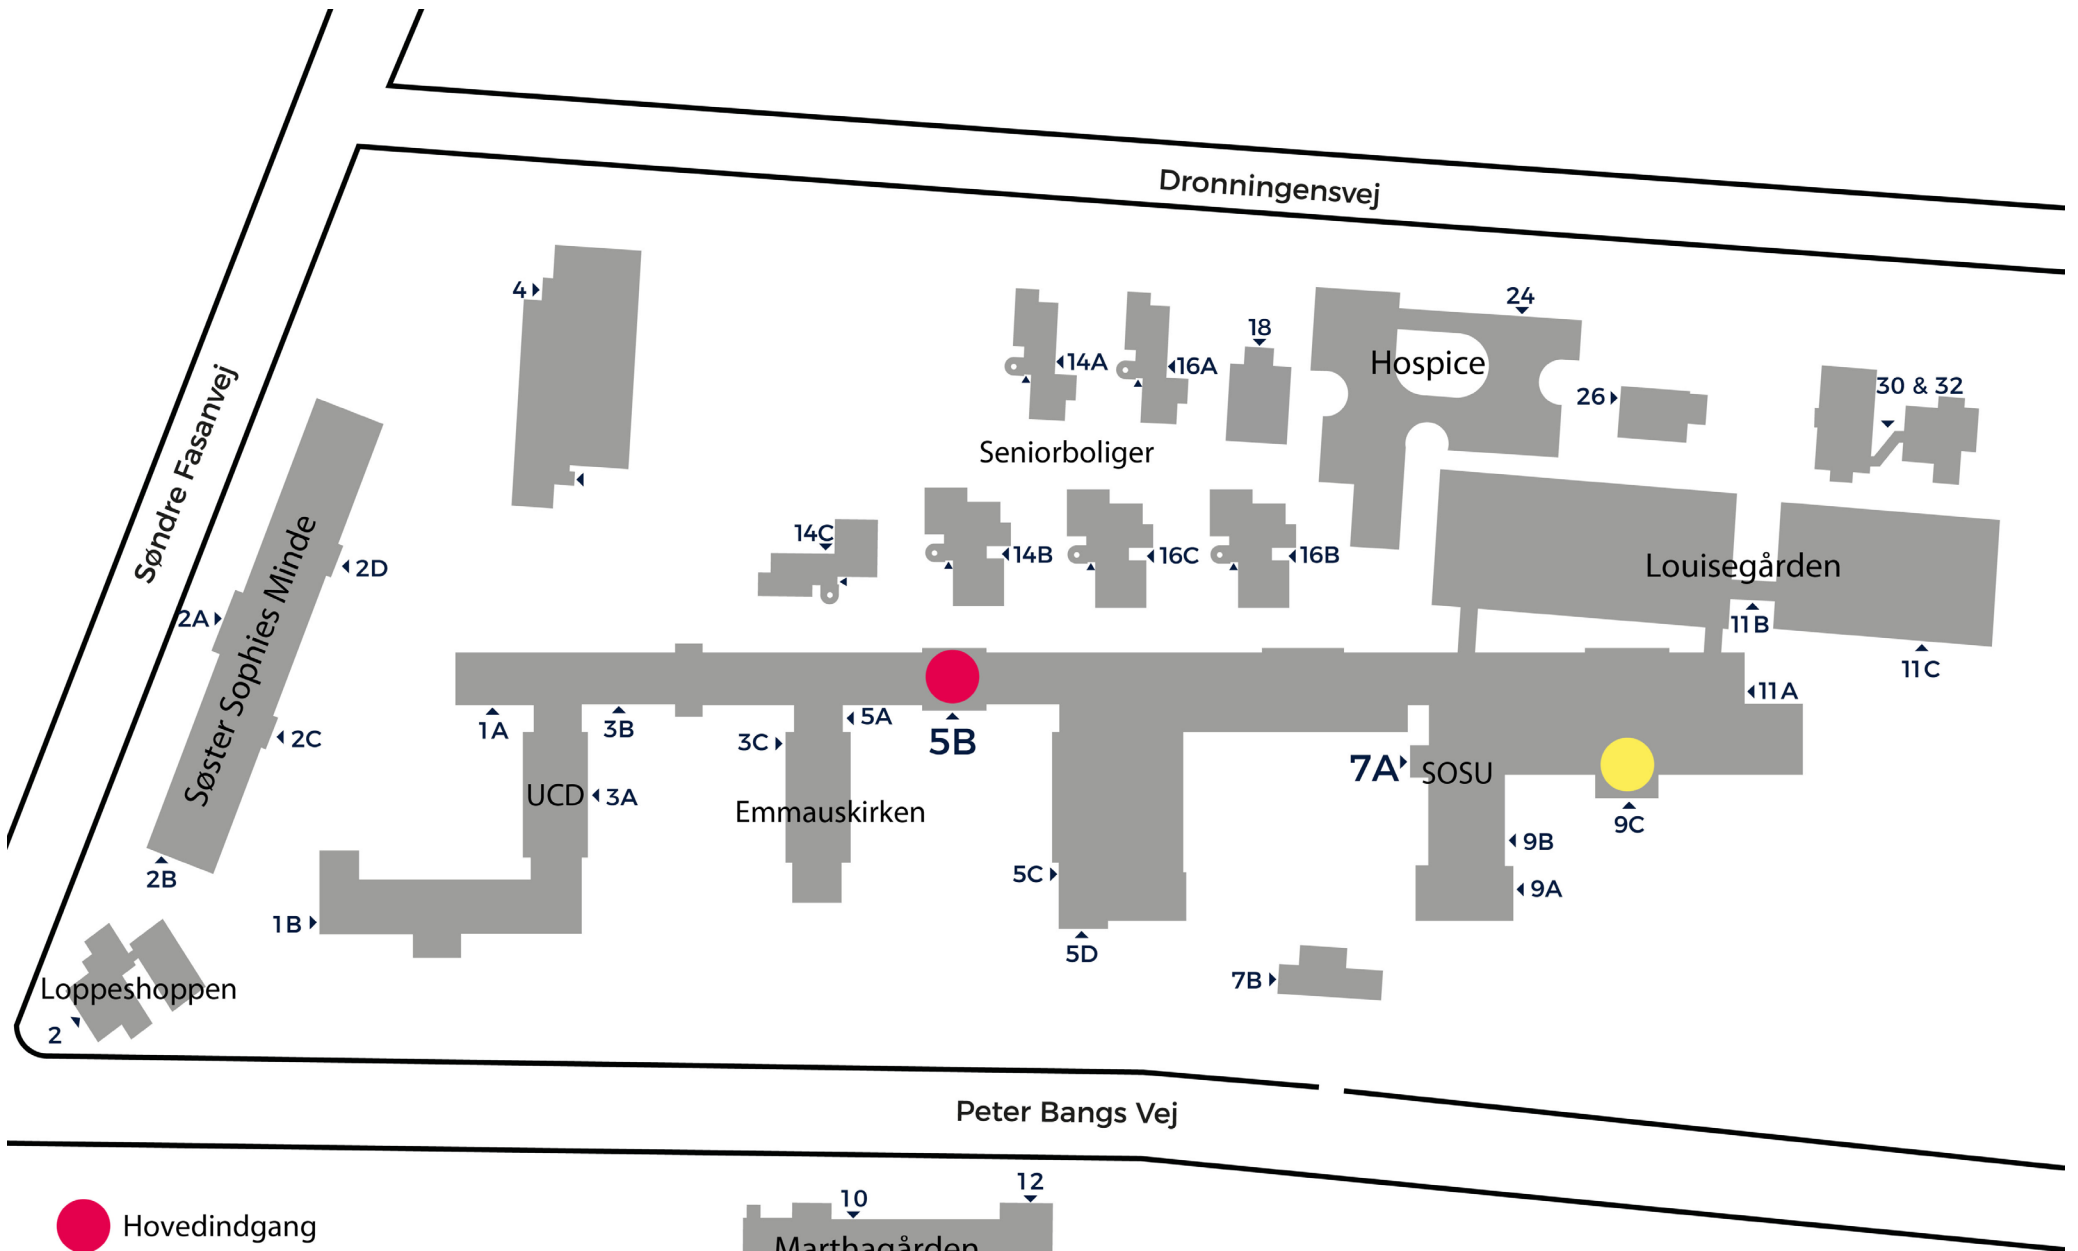 Dronningensvej
Søndre Fasanvej
4
24
18
14A
16A
Hospice
26
30 & 32
Seniorboliger
14C
14B
16C
16B
Louisegården
2D
2A
Søster Sophies Minde
11B
11C
11A
1A
3B
5A
3C
5B
2C
7A
SOSU
UCD
3A
Emmauskirken
9C
9B
5C
9A
2B
1B
5D
7B
Loppeshoppen
2
Peter Bangs Vej
12
10
Hovedindgang
Marthagården